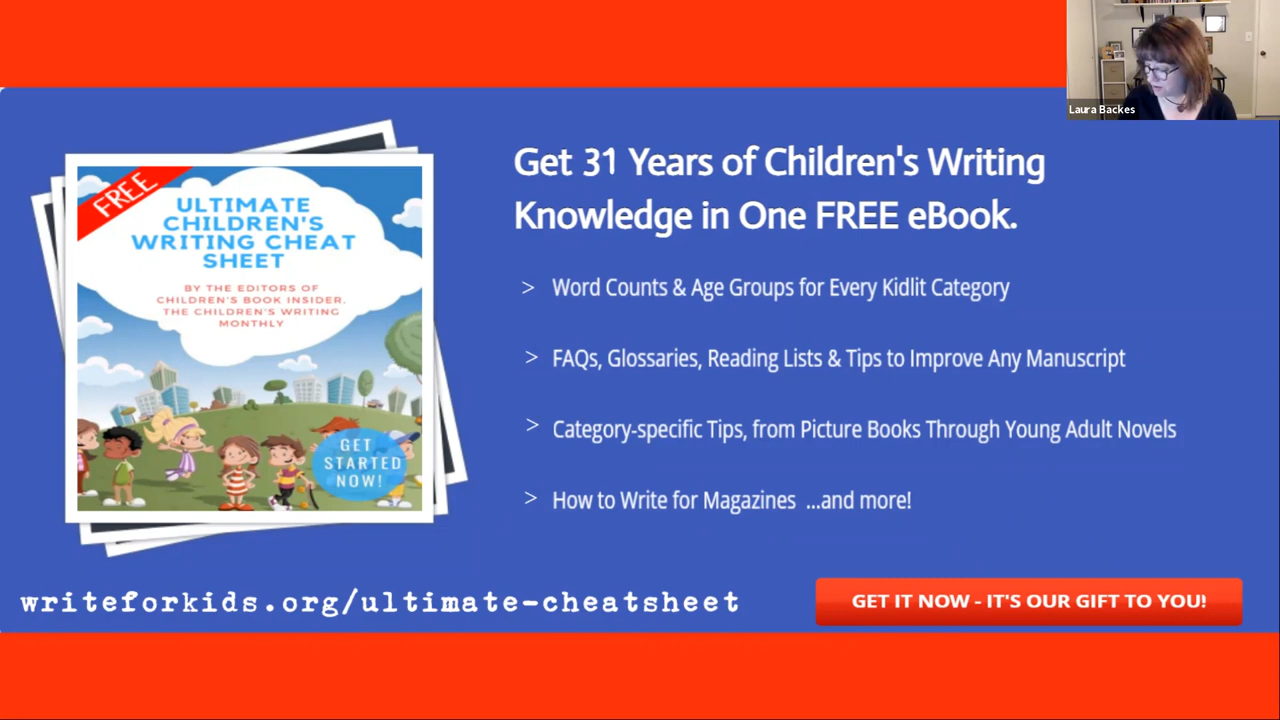 Laura Backes
FREE
ULTIMATE
CHILDREN'S
WRITING CHEAT
SHEET
BY THE EDITORS OF
CHILDREN'S BOOK INSIDER,
THE CHILDREN'S WRITING
MONTHLY
GET
STARTED
NOW!
Get 31 Years of Children's Writing
Knowledge in One FREE eBook.
> Word Counts & Age Groups for Every Kidlit Category
> FAQs, Glossaries, Reading Lists & Tips to Improve Any Manuscript
> Category-specific Tips, from Picture Books Through Young Adult Novels
> How to Write for Magazines ...and more!
writeforkids.org/ultimate-cheatsheet
GET IT NOW - IT'S OUR GIFT TO YOU!